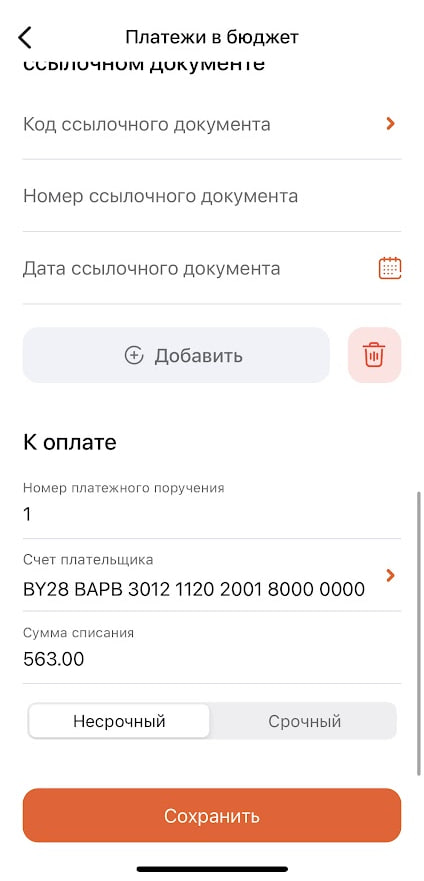 Платежи в бюджет
ссылочном документе
Код ссылочного документа
Номер ссылочного документа
Дата ссылочного документа
Добавить
К оплате
Номер платежного поручения
1
Счет плательщика
BY28 BAPB 3012 1120 2001 8000 0000
Сумма списания
563.00
Несрочный Срочный
Сохранить